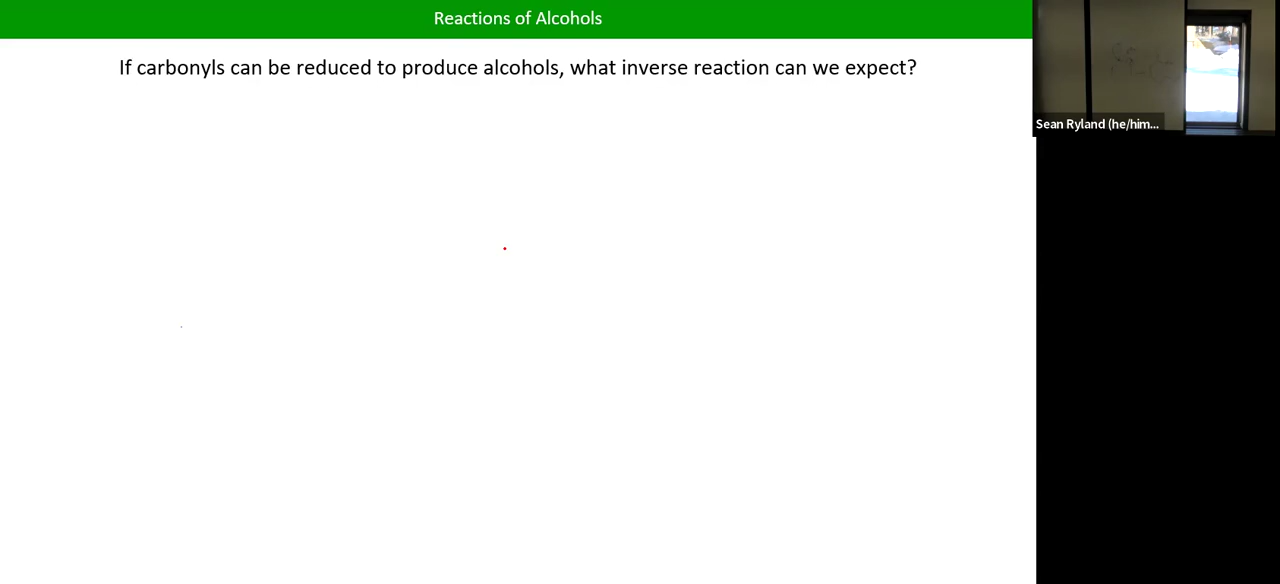 Reactions of Alcohols
If carbonyls can be reduced to produce alcohols, what inverse reaction can we expect?
Sean Ryland (he/him...